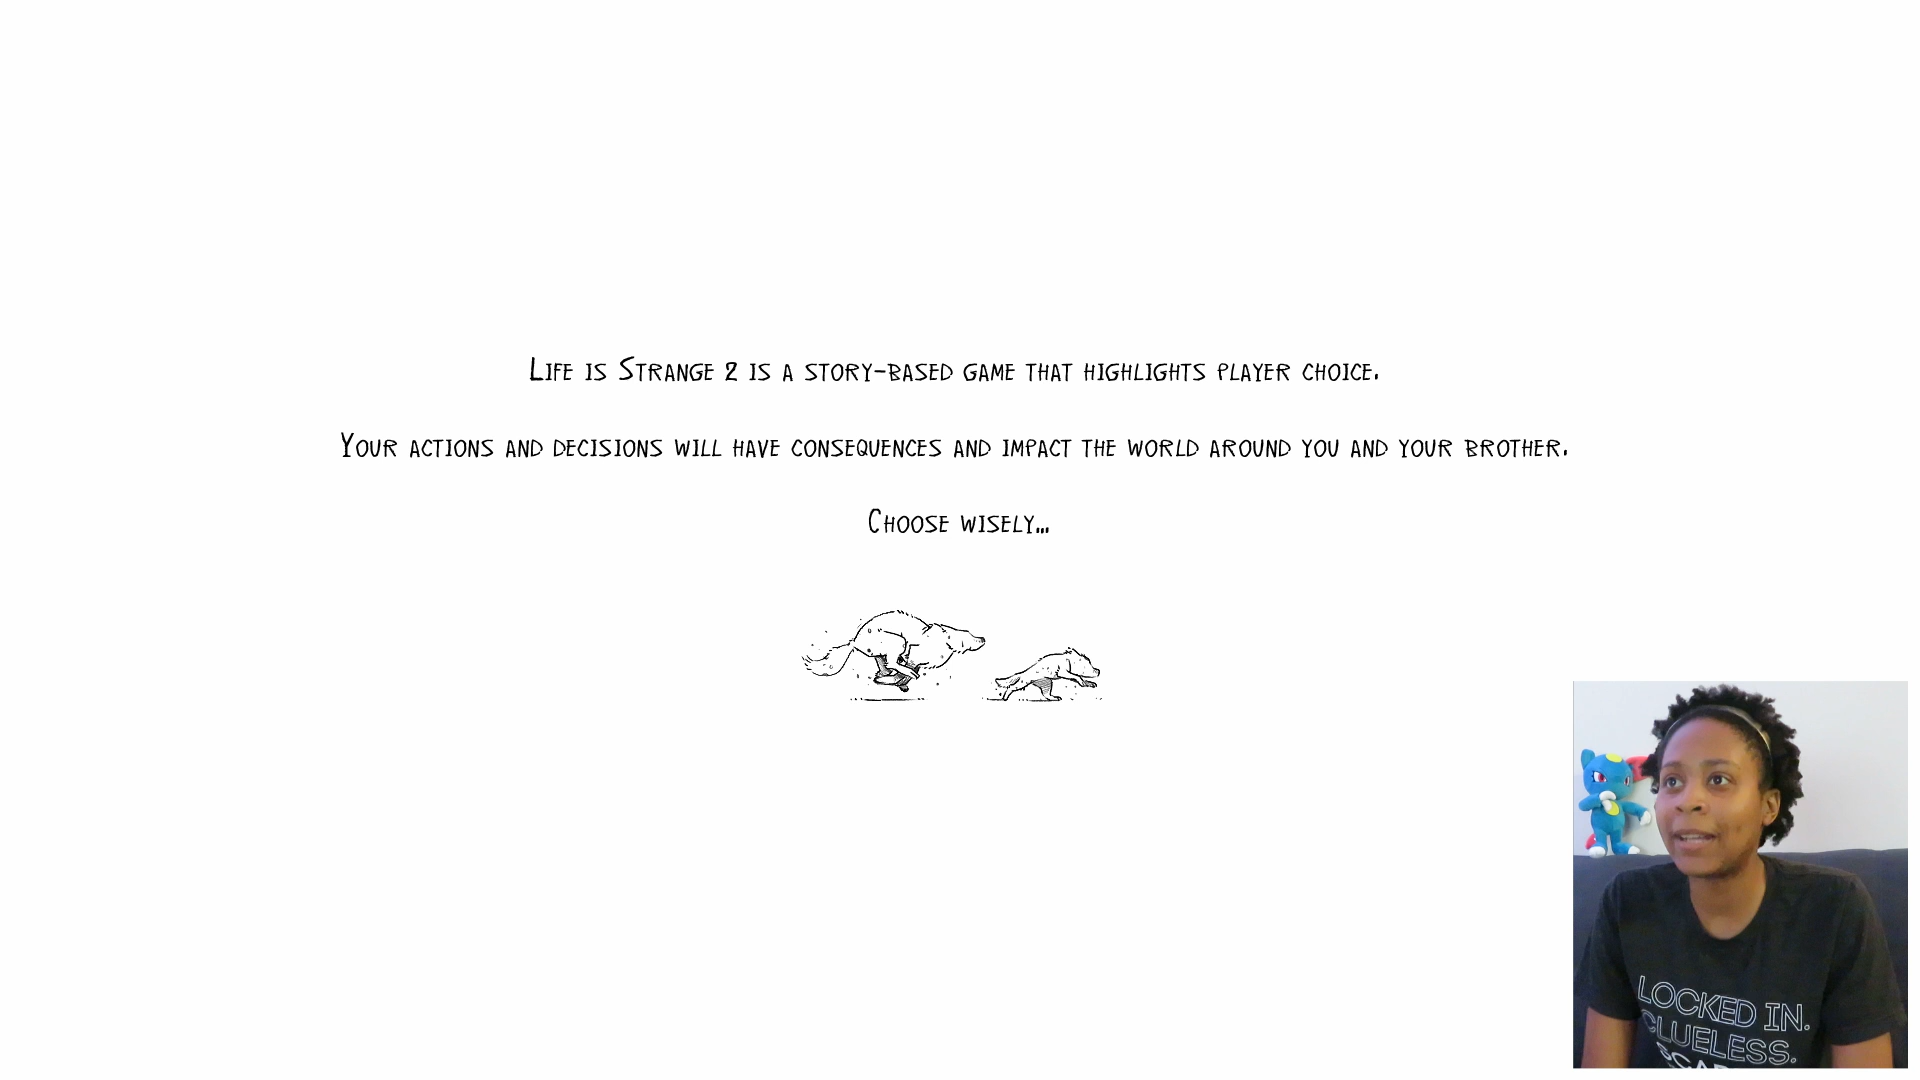 Life is Strange 2 is a story-based game that highlights player choice.
Your actions and decisions will have consequences and impact the world around you and your brother.
Choose wisely...
LOCKED IN.
CLUELESS.